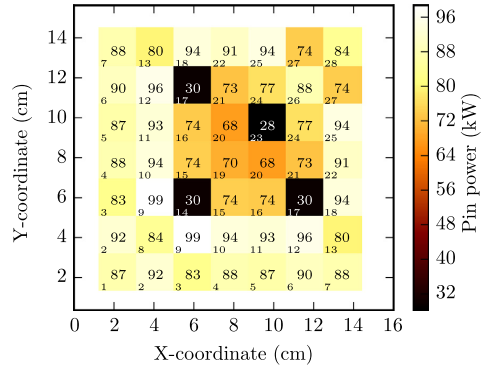 14
88 80 94 91 94 74 84
7 13 18 22 25 27 28
12
90 96 30 73 77 88 74
6 12 17 21 24 26 27
10
87 93 74 68 28 77 94
5 11 16 20 23 24 25
8
88 94 74 70 68 73 91
4 10 15 19 20 21 22
6
83 99 30 74 74 30 94
3 9 14 15 16 17 18
4
92 84 99 94 93 96 80
2 8 9 10 11 12 13
2
87 92 83 88 87 90 88
1 2 3 4 5 6 7
2 4 6 8 10 12 14 16
0
X-coordinate (cm)
Y-coordinate (cm)
96
88
80
72
64
56
48
40
32
Pin power (kW)